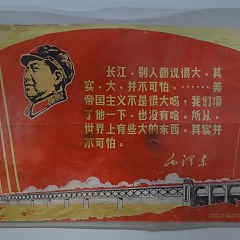 长江，别人都说很大，其
实，大，并不可怕。……美
帝国主义不是很大吗？我们顶
了他一下，也没有啥。所以，
世界上有些大的东西，其实并
不可怕。
毛泽东